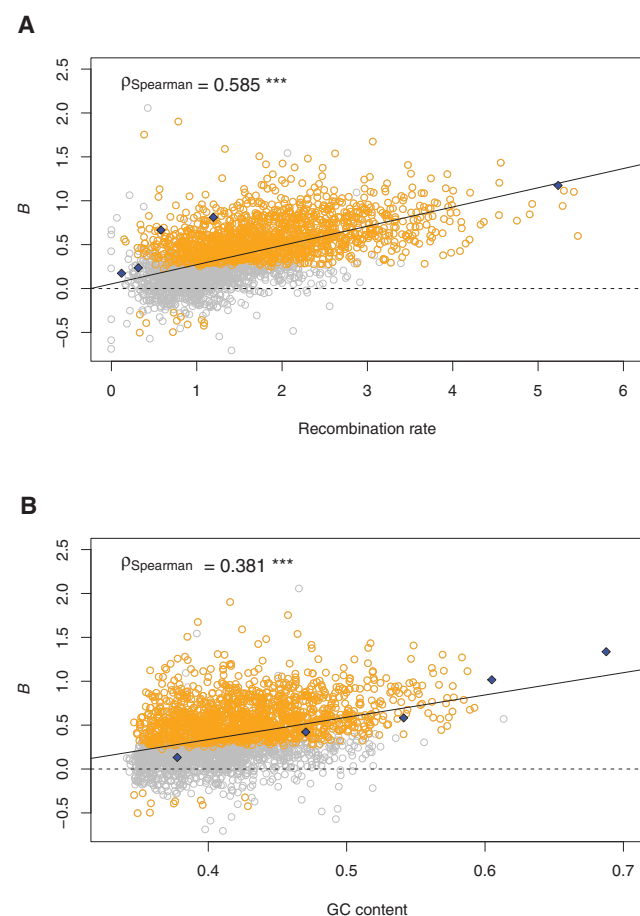 A
ρSpearman = 0.585 ***
2.5
2.0
1.5
1.0
0.5
0.0
−0.5
B
0 1 2 3 4 5 6
Recombination rate
B
ρSpearman = 0.381 ***
2.5
2.0
1.5
1.0
0.5
0.0
−0.5
B
0.4 0.5 0.6 0.7
GC content